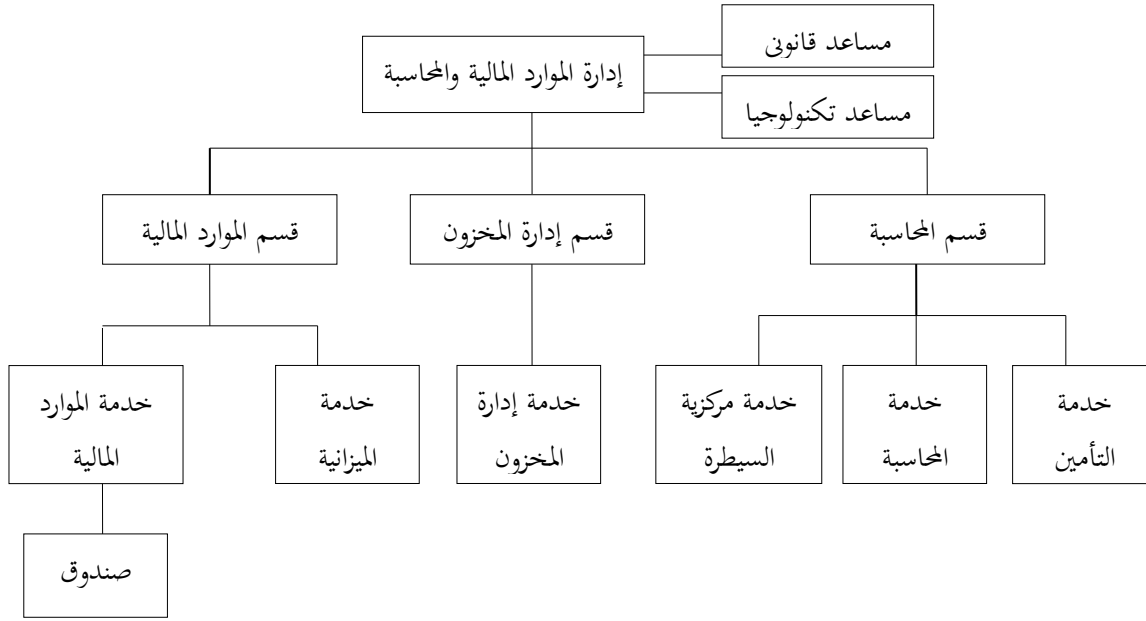 مساعد قانونى
إدارة الموارد المالية والمحاسبة
مساعد تكنولوجيا
قسم المحاسبة
قسم إدارة المخزون
قسم الموارد المالية
خدمة
التأمين
خدمة
المحاسبة
خدمة مركزية
السيطرة
خدمة إدارة
المخزون
خدمة
الميزانية
خدمة الموارد
المالية
صندوق